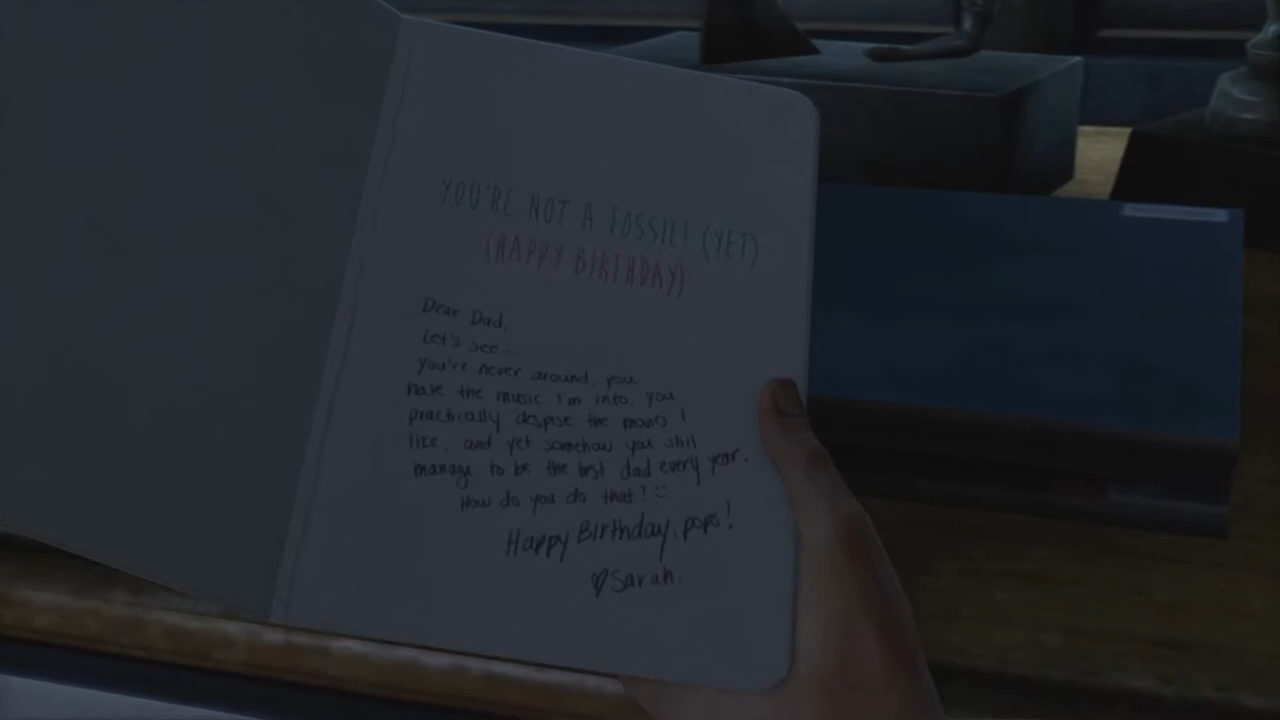 YOU'RE NOT A FOSSIL! (YET)
(HAPPY BIRTHDAY)
Dear Dad,
Let's see...
you're never around, you
hate the music I'm into, you
practically despise the movies I
like, and yet somehow you still
manage to be the best dad every year.
How do you do that? :)
Happy Birthday, pops!
♡Sarah.